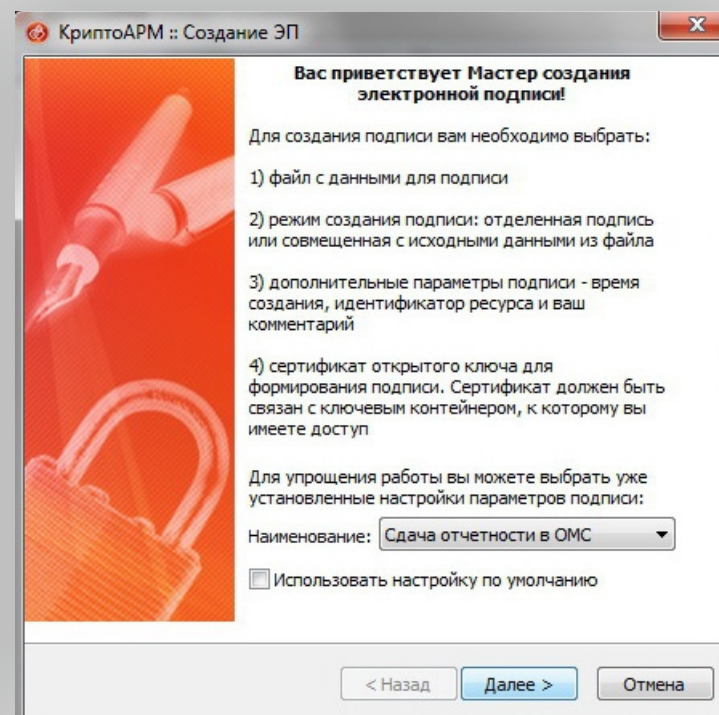 КриптоАРМ :: Создание ЭП
Вас приветствует Мастер создания
электронной подписи!
Для создания подписи вам необходимо выбрать:
1) файл с данными для подписи
2) режим создания подписи: отделенная подпись
или совмещенная с исходными данными из файла
3) дополнительные параметры подписи - время
создания, идентификатор ресурса и ваш
комментарий
4) сертификат открытого ключа для
формирования подписи. Сертификат должен быть
связан с ключевым контейнером, к которому вы
имеете доступ
Для упрощения работы вы можете выбрать уже
установленные настройки параметров подписи:
Наименование: Сдача отчетности в ОМС
Использовать настройку по умолчанию
< Назад Далее > Отмена